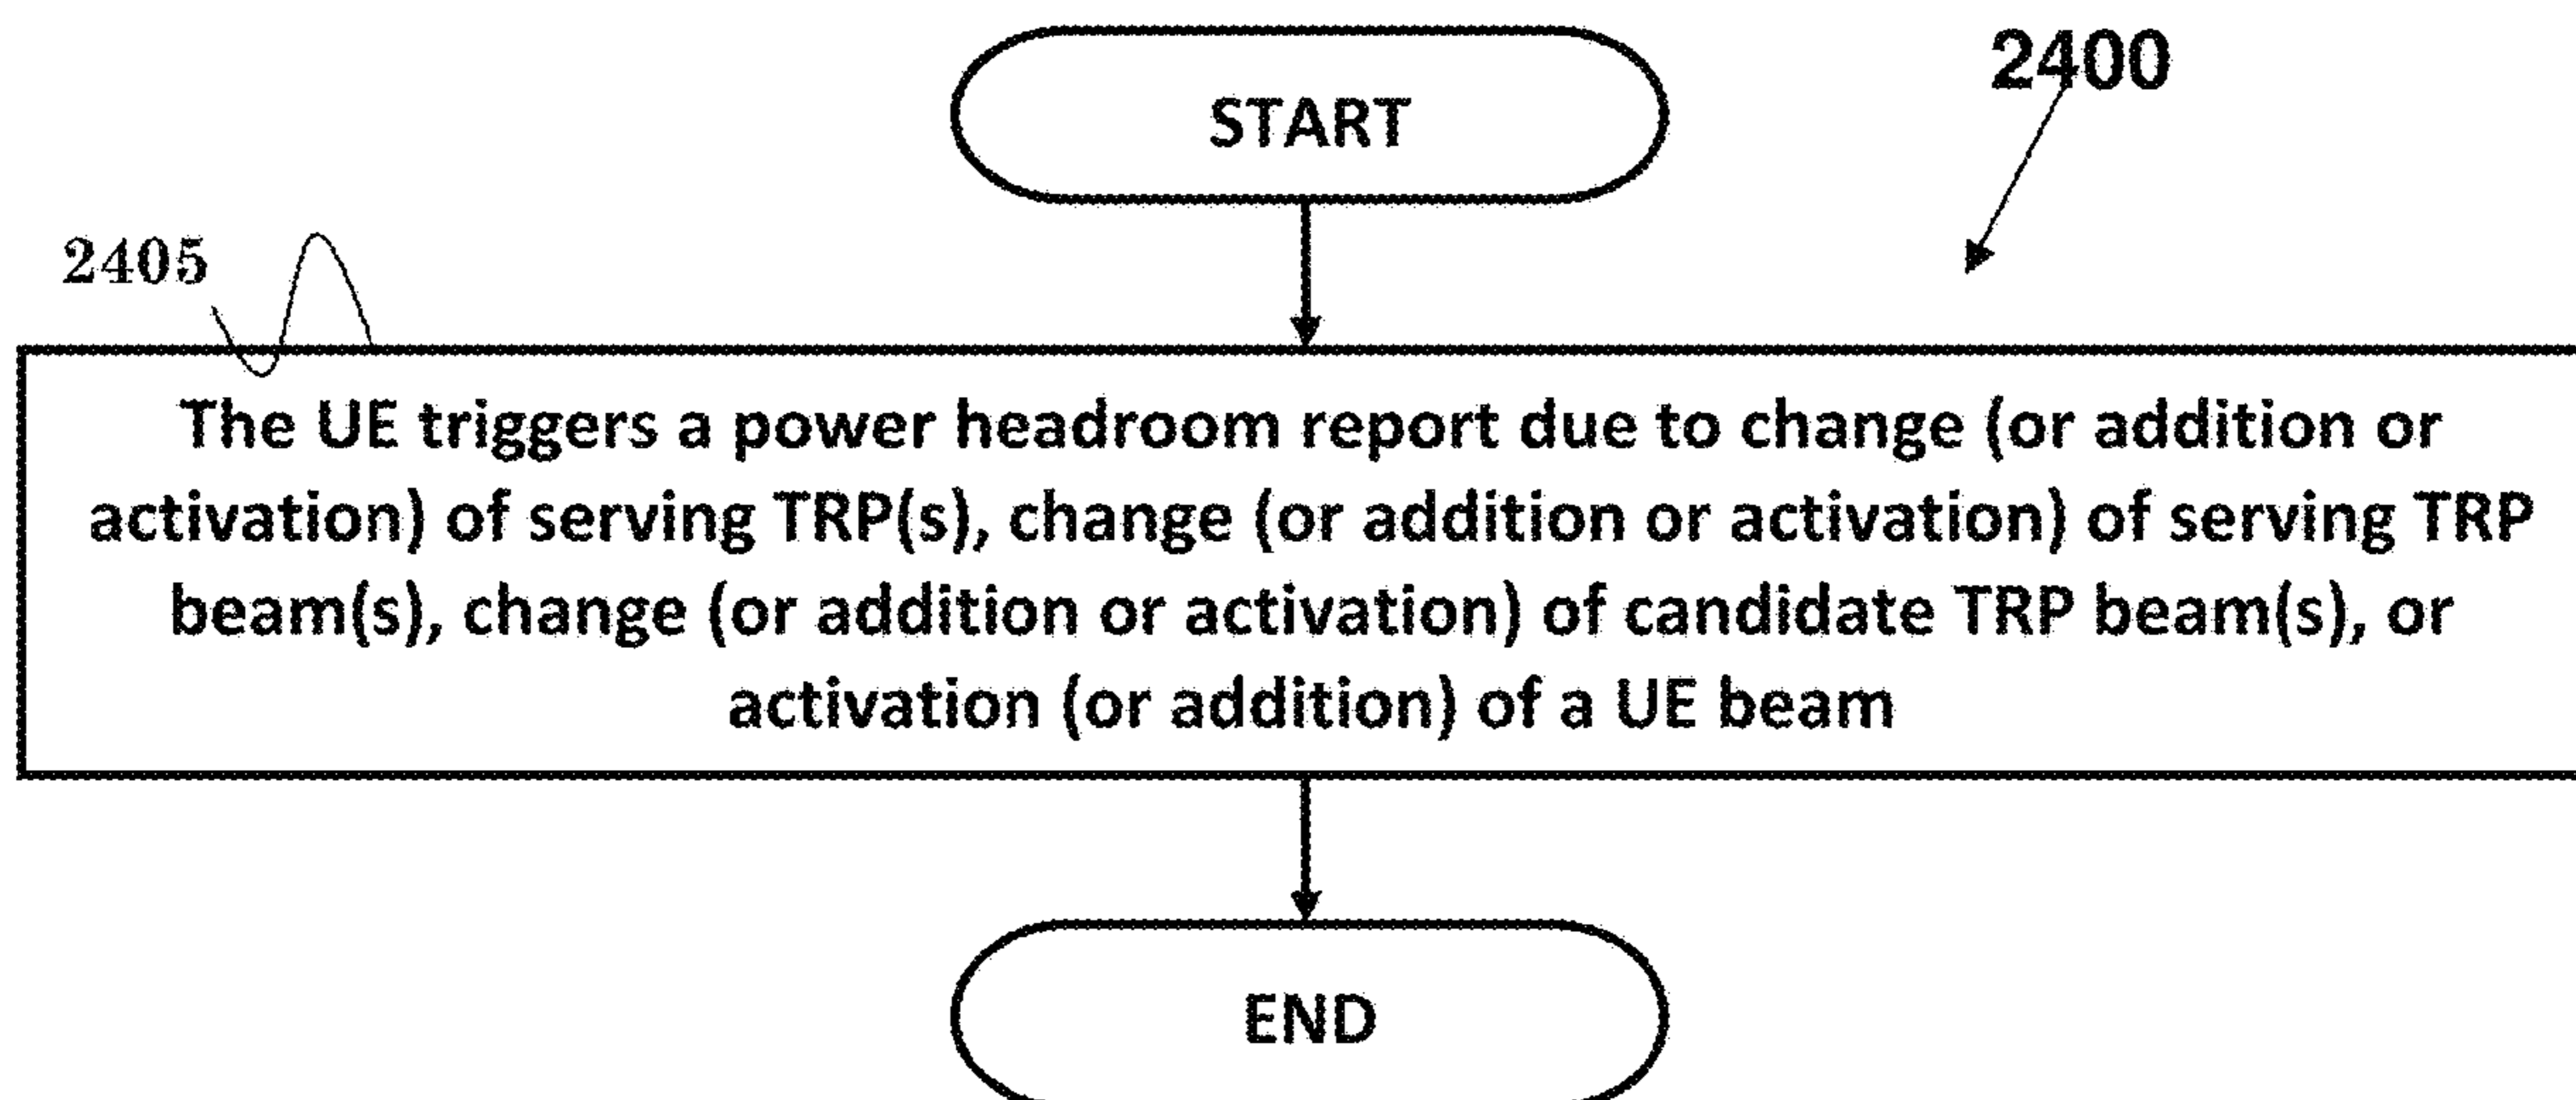 START
2400
2405
The UE triggers a power headroom report due to change (or addition or
activation) of serving TRP(s), change (or addition or activation) of serving TRP
beam(s), change (or addition or activation) of candidate TRP beam(s), or
activation (or addition) of a UE beam
END